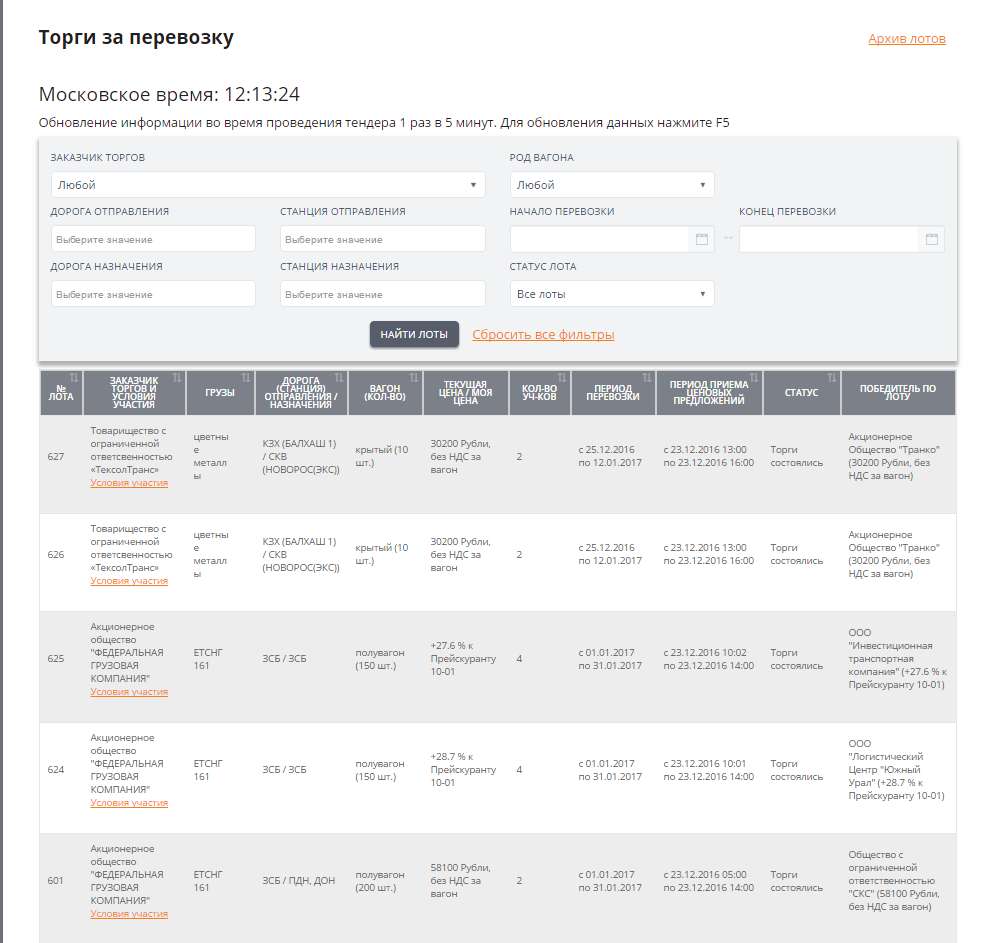 Торги за перевозку
Архив лотов
Московское время: 12:13:24
Обновление информации во время проведения тендера 1 раз в 5 минут. Для обновления данных нажмите F5
ЗАКАЗЧИК ТОРГОВ
РОД ВАГОНА
Любой
Любой
ДОРОГА ОТПРАВЛЕНИЯ
СТАНЦИЯ ОТПРАВЛЕНИЯ
НАЧАЛО ПЕРЕВОЗКИ
КОНЕЦ ПЕРЕВОЗКИ
Выберите значение
Выберите значение
--
ДОРОГА НАЗНАЧЕНИЯ
СТАНЦИЯ НАЗНАЧЕНИЯ
СТАТУС ЛОТА
Выберите значение
Выберите значение
Все лоты
НАЙТИ ЛОТЫ
Сбросить все фильтры
№
ЛОТА
ЗАКАЗЧИК
ТОРГОВ И
УСЛОВИЯ
УЧАСТИЯ
ГРУЗЫ
ДОРОГА
(СТАНЦИЯ)
ОТПРАВЛЕНИЯ /
НАЗНАЧЕНИЯ
ВАГОН
(КОЛ-ВО)
ТЕКУЩАЯ
ЦЕНА / МОЯ
ЦЕНА
КОЛ-ВО
УЧ-КОВ
ПЕРИОД
ПЕРЕВОЗКИ
ПЕРИОД ПРИЕМА
ЦЕНОВЫХ
ПРЕДЛОЖЕНИЙ
СТАТУС
ПОБЕДИТЕЛЬ ПО
ЛОТУ
627
Товарищество с
ограниченной
ответсвенностью
«ТексолТранс»
Условия участия
цветны
е
металл
ы
КЗХ (БАЛХАШ 1)
/ СКВ
(НОВОРОС(ЭКС))
крытый (10
шт.)
30200 Рубли,
без НДС за
вагон
2
с 25.12.2016
по 12.01.2017
с 23.12.2016 13:00
по 23.12.2016 16:00
Торги
состоялись
Акционерное
Общество "Транко"
(30200 Рубли, без
НДС за вагон)
626
Товарищество с
ограниченной
ответсвенностью
«ТексолТранс»
Условия участия
цветны
е
металл
ы
КЗХ (БАЛХАШ 1)
/ СКВ
(НОВОРОС(ЭКС))
крытый (10
шт.)
30200 Рубли,
без НДС за
вагон
2
с 25.12.2016
по 12.01.2017
с 23.12.2016 13:00
по 23.12.2016 16:00
Торги
состоялись
Акционерное
Общество "Транко"
(30200 Рубли, без
НДС за вагон)
625
Акционерное
общество
"ФЕДЕРАЛЬНАЯ
ГРУЗОВАЯ
КОМПАНИЯ"
Условия участия
ЕТСНГ
161
ЗСБ / ЗСБ
полувагон
(150 шт.)
+27.6 % к
Прейскуранту
10-01
4
с 01.01.2017
по 31.01.2017
с 23.12.2016 10:02
по 23.12.2016 14:00
Торги
состоялись
ООО
"Инвестиционная
транспортная
компания" (+27.6 % к
Прейскуранту 10-01)
624
Акционерное
общество
"ФЕДЕРАЛЬНАЯ
ГРУЗОВАЯ
КОМПАНИЯ"
Условия участия
ЕТСНГ
161
ЗСБ / ЗСБ
полувагон
(150 шт.)
+28.7 % к
Прейскуранту
10-01
4
с 01.01.2017
по 31.01.2017
с 23.12.2016 10:01
по 23.12.2016 14:00
Торги
состоялись
ООО
"Логистический
Центр "Южный
Урал" (+28.7 % к
Прейскуранту 10-01)
601
Акционерное
общество
"ФЕДЕРАЛЬНАЯ
ГРУЗОВАЯ
КОМПАНИЯ"
Условия участия
ЕТСНГ
161
ЗСБ / ПДН, ДОН
полувагон
(200 шт.)
58100 Рубли,
без НДС за
вагон
2
с 01.01.2017
по 31.01.2017
с 23.12.2016 05:00
по 23.12.2016 14:00
Торги
состоялись
Общество с
ограниченной
ответственностью
"СКС" (58100 Рубли,
без НДС за вагон)